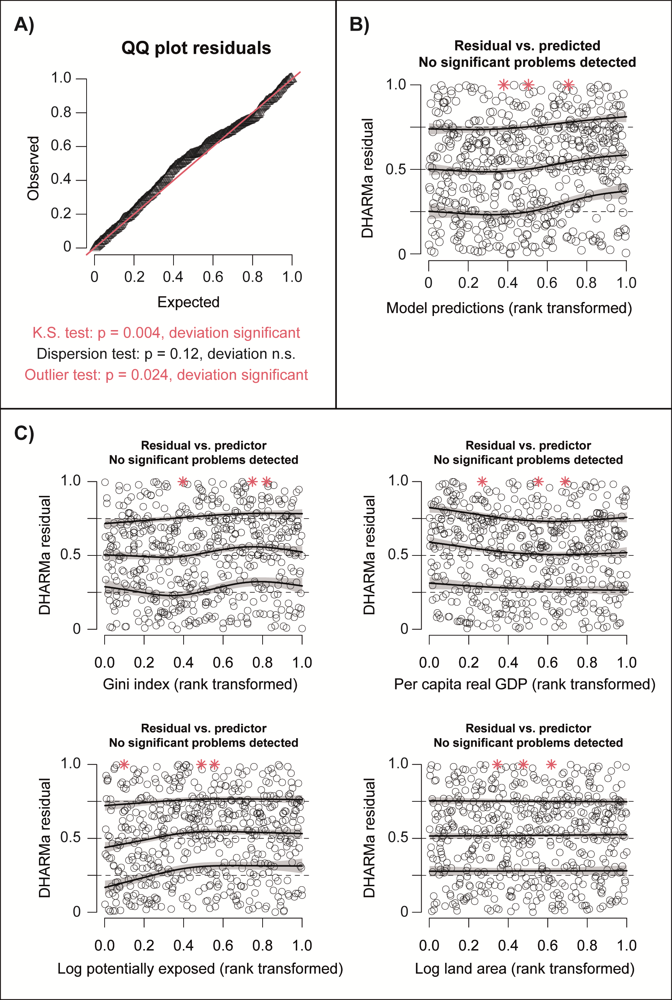 A)
QQ plot residuals
1.0
0.8
0.6
0.4
0.2
0
Observed
0 0.2 0.4 0.6 0.8 1.0
Expected
K.S. test: p = 0.004, deviation significant
Dispersion test: p = 0.12, deviation n.s.
Outlier test: p = 0.024, deviation significant
B)
Residual vs. predicted
No significant problems detected
1.0
0.5
0
DHARMa residual
0 0.2 0.4 0.6 0.8 1.0
Model predictions (rank transformed)
C)
Residual vs. predictor
No significant problems detected
1.0
0.5
0
DHARMa residual
0.0 0.2 0.4 0.6 0.8 1.0
Gini index (rank transformed)
Residual vs. predictor
No significant problems detected
1.0
0.5
0
DHARMa residual
0.0 0.2 0.4 0.6 0.8 1.0
Per capita real GDP (rank transformed)
Residual vs. predictor
No significant problems detected
1.0
0.5
0
DHARMa residual
0.0 0.2 0.4 0.6 0.8 1.0
Log potentially exposed (rank transformed)
Residual vs. predictor
No significant problems detected
1.0
0.5
0
DHARMa residual
0.0 0.2 0.4 0.6 0.8 1.0
Log land area (rank transformed)